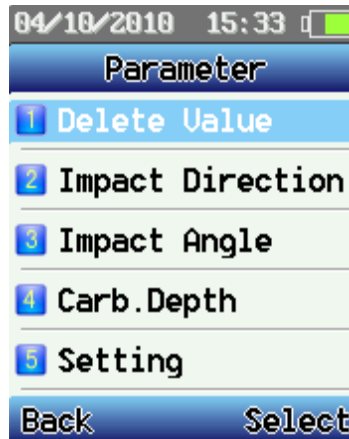 04/10/2010 15:33
Parameter
1 Delete Value
2 Impact Direction
3 Impact Angle
4 Carb.Depth
5 Setting
Back Select